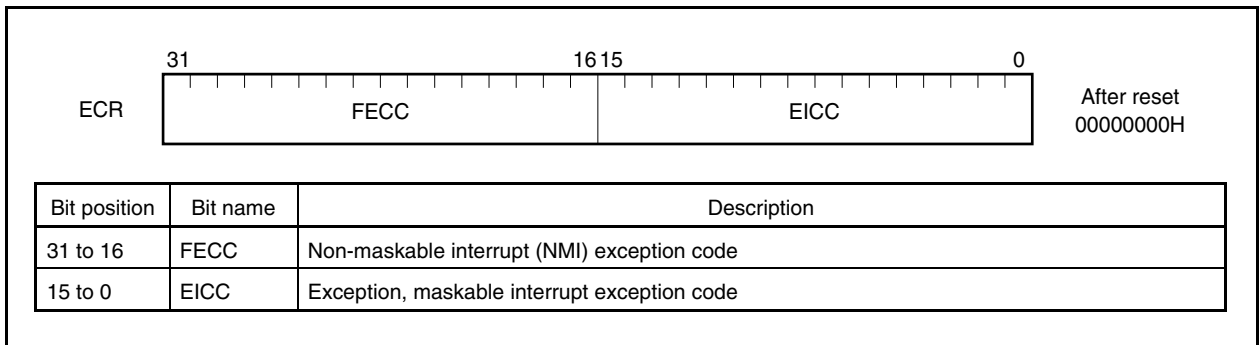 31 16 15 0
ECR FECC EICC After reset
00000000H
Bit position Bit name Description
31 to 16 FECC Non-maskable interrupt (NMI) exception code
15 to 0 EICC Exception, maskable interrupt exception code